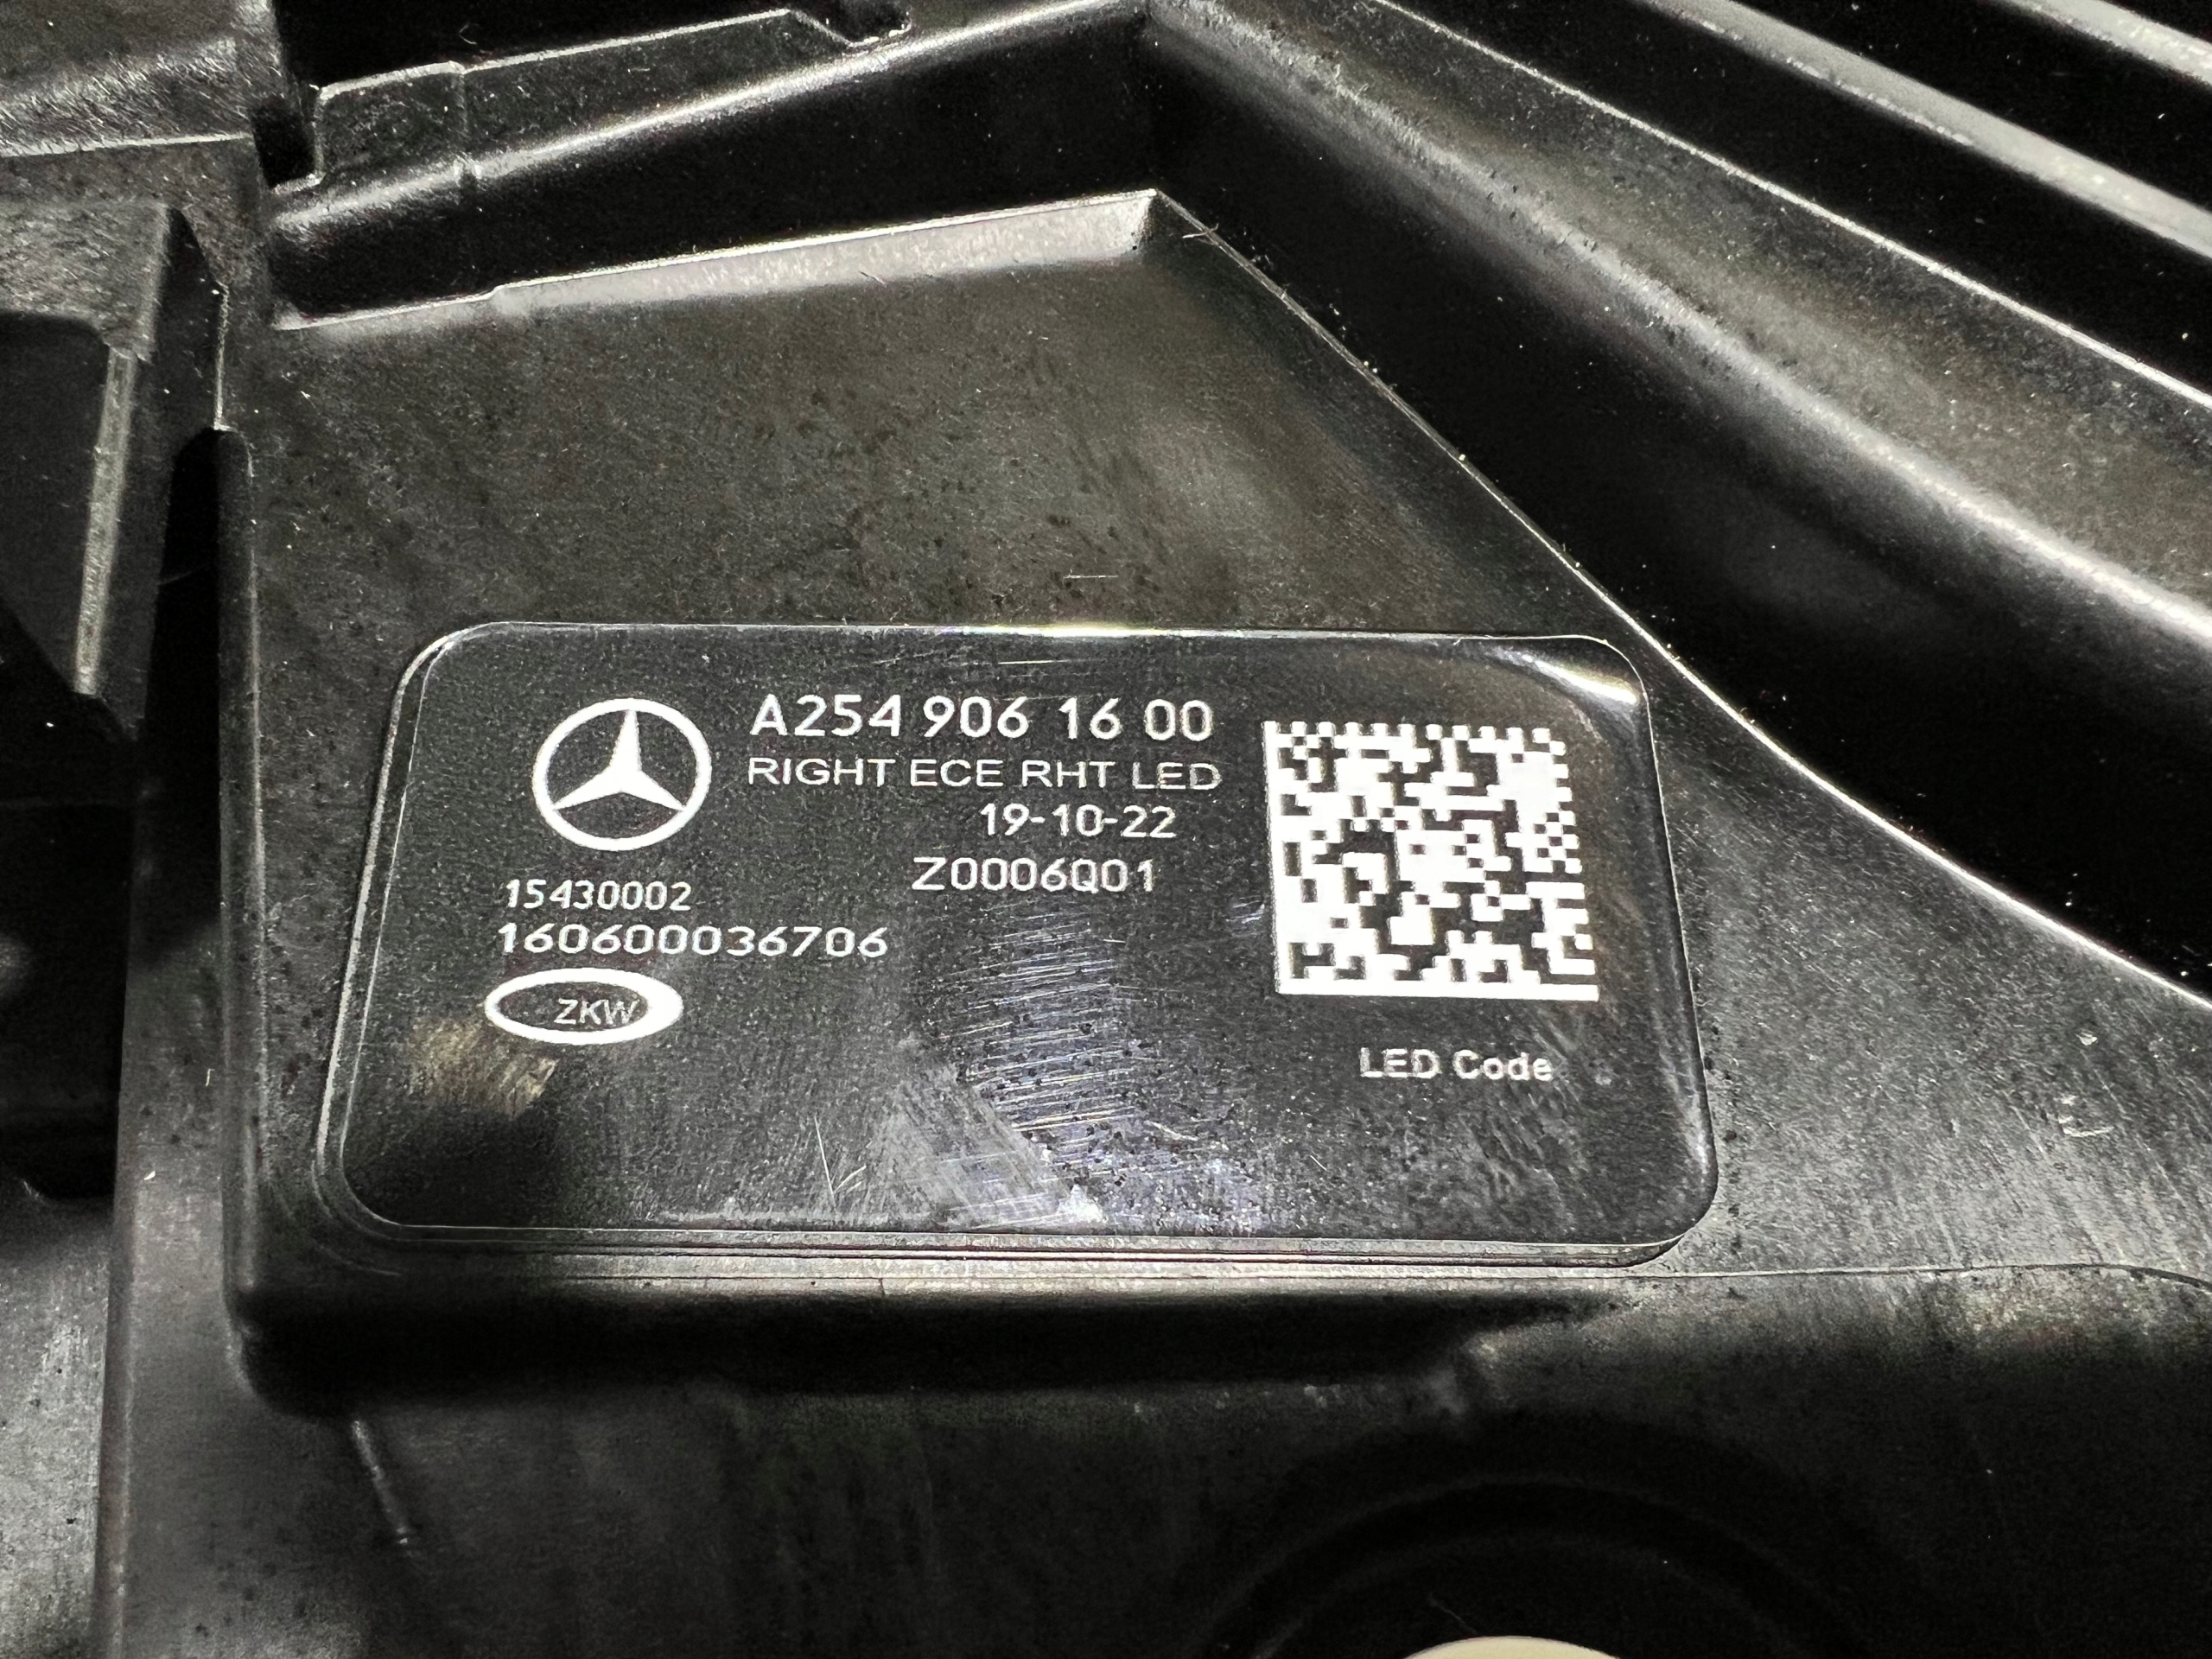 A254 906 16 00
RIGHT ECE RHT LED
19-10-22
Z0006Q01
15430002
160600036706
ZKW
LED Code